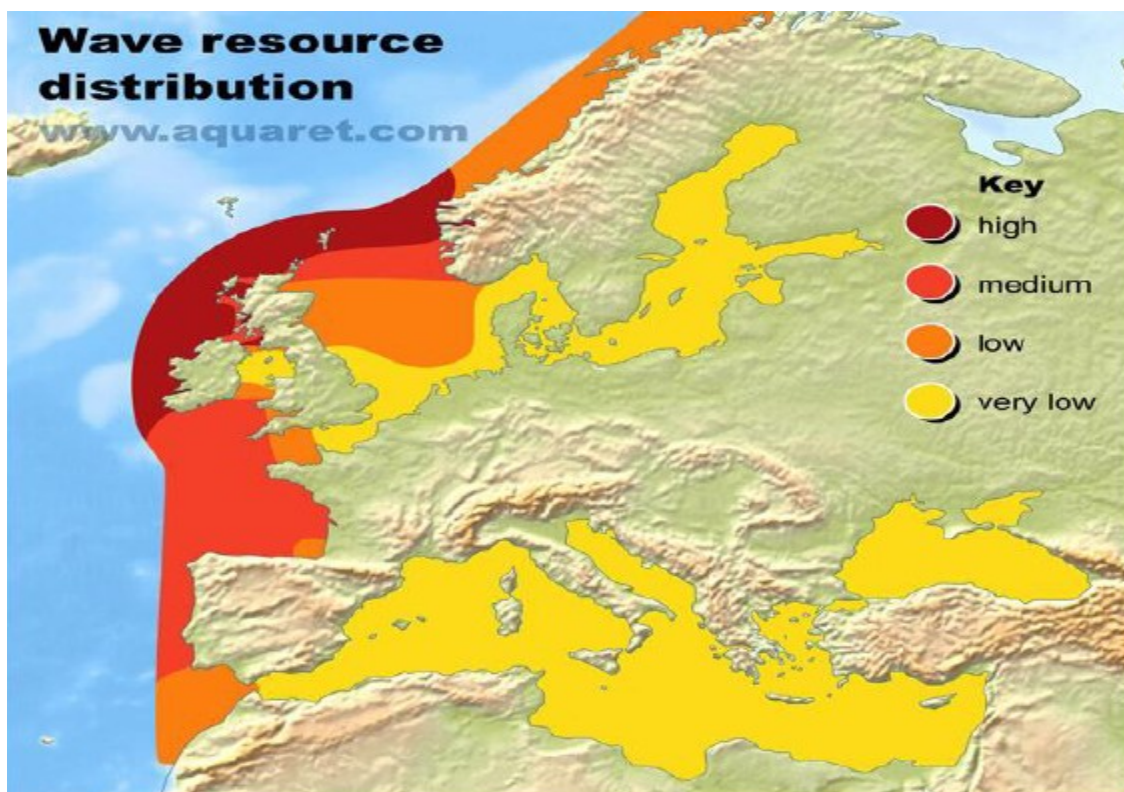 Wave resource
distribution
www.aquaret.com
Key
high
medium
low
very low